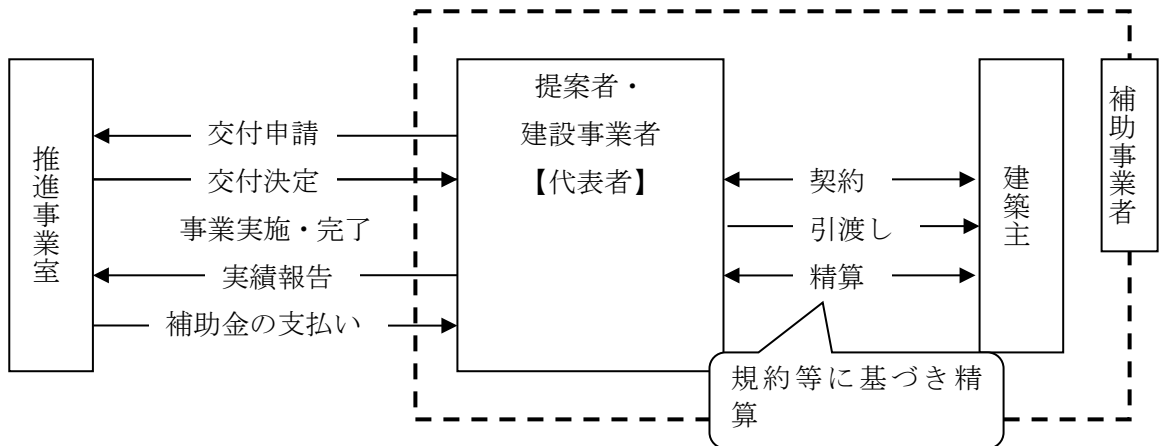 推進事業室
交付申請
交付決定
事業実施・完了
実績報告
補助金の支払い
提案者・
建設事業者
【代表者】
契約
引渡し
精算
規約等に基づき精
算
建築主
補助事業者